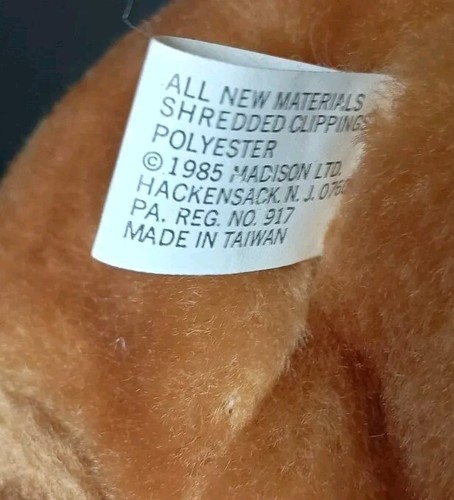 ALL NEW MATERIALS
SHREDDED CLIPPINGS
POLYESTER
© 1985 MADISON LTD.
HACKENSACK. N. J.
PA. REG. NO. 917
MADE IN TAIWAN